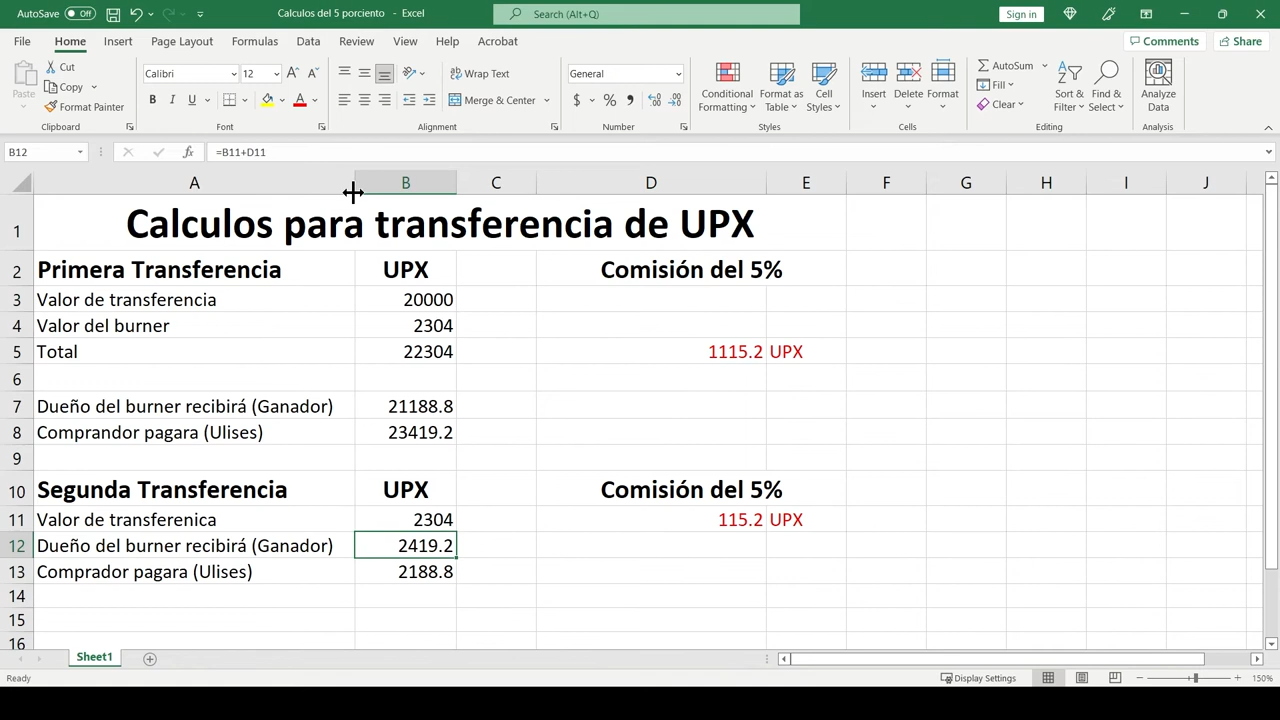 AutoSave Off Calculos del 5 porciento - Excel Search (Alt+Q) Sign in
File Home Insert Page Layout Formulas Data Review View Help Acrobat Comments Share
Paste Cut Copy Format Painter Clipboard
Calibri 12 B I U A Font
Wrap Text Merge & Center Alignment
General $ % Number
Conditional Formatting Format as Table Cell Styles Styles
Insert Delete Format Cells
AutoSum Fill Clear Sort & Filter Find & Select Editing
Analyze Data Analysis
B12 fx =B11+D11
A B C D E F G H I J
1 Calculos para transferencia de UPX
2 Primera Transferencia UPX Comisión del 5%
3 Valor de transferencia 20000
4 Valor del burner 2304
5 Total 22304 1115.2 UPX
6
7 Dueño del burner recibirá (Ganador) 21188.8
8 Comprandor pagara (Ulises) 23419.2
9
10 Segunda Transferencia UPX Comisión del 5%
11 Valor de transferenica 2304 115.2 UPX
12 Dueño del burner recibirá (Ganador) 2419.2
13 Comprador pagara (Ulises) 2188.8
14
15
16
Sheet1
Ready Display Settings 150%